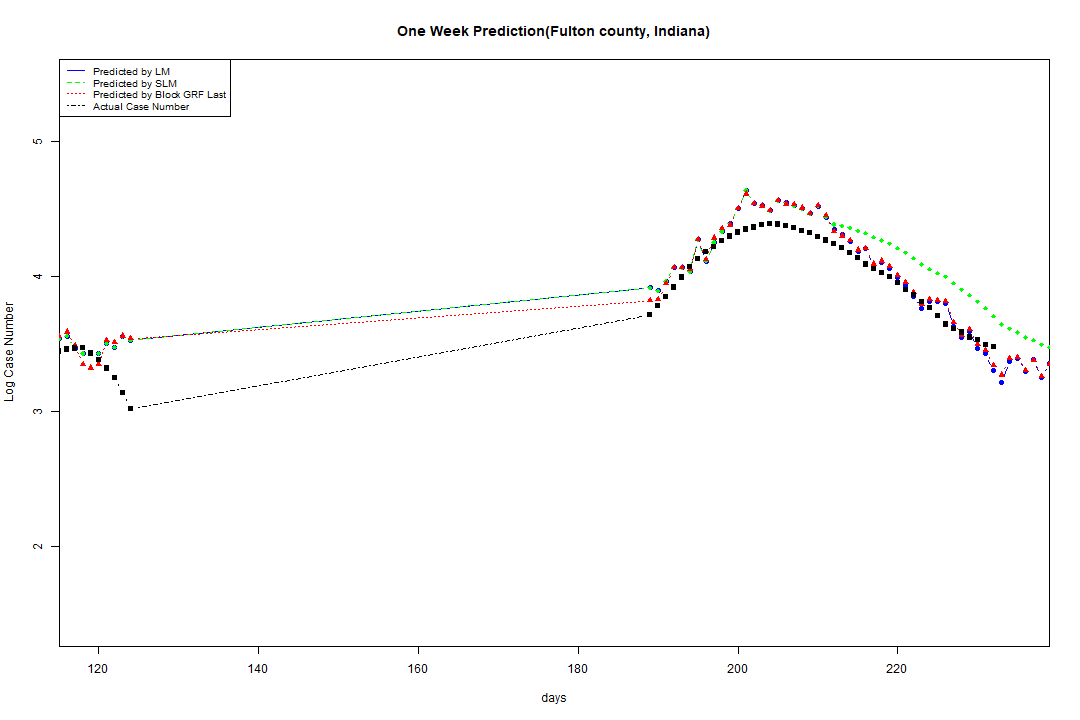 One Week Prediction(Fulton county, Indiana)
Predicted by LM
Predicted by SLM
Predicted by Block GRF Last
Actual Case Number
5
4
3
2
Log Case Number
120 140 160 180 200 220
days